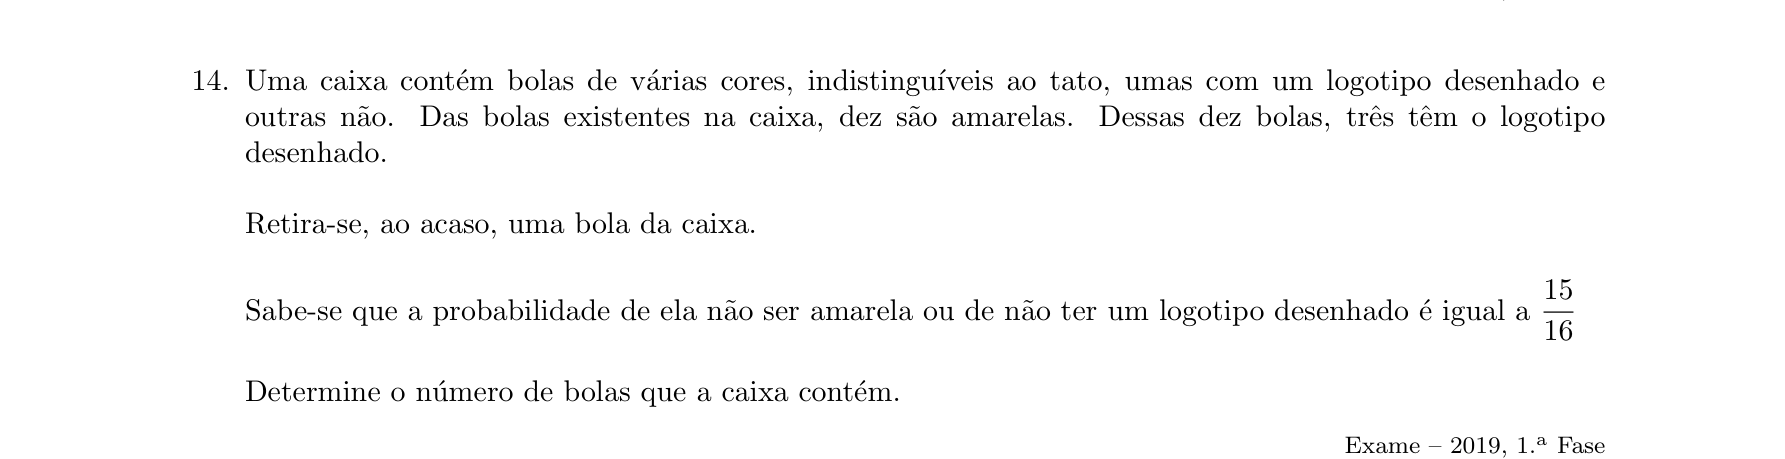 14. Uma caixa contém bolas de várias cores, indistinguíveis ao tato, umas com um logotipo desenhado e
outras não. Das bolas existentes na caixa, dez são amarelas. Dessas dez bolas, três têm o logotipo
desenhado.
Retira-se, ao acaso, uma bola da caixa.
Sabe-se que a probabilidade de ela não ser amarela ou de não ter um logotipo desenhado é igual a 15/16
Determine o número de bolas que a caixa contém.
Exame – 2019, 1.ª Fase